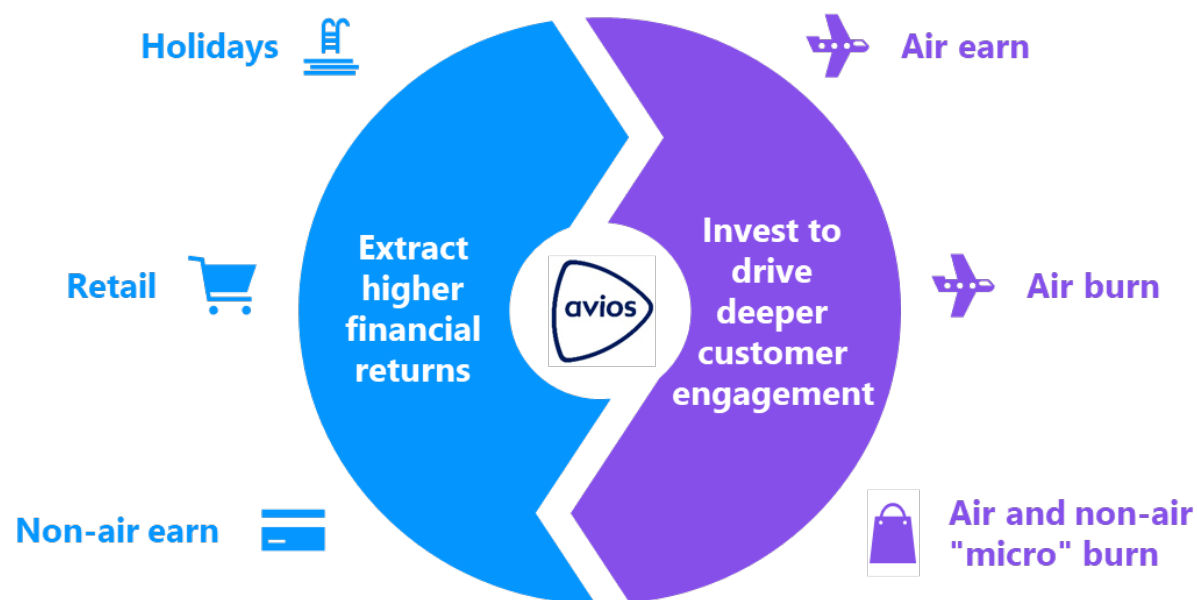 Holidays
Retail
Non-air earn
Extract
higher
financial
returns
avios
Invest to
drive
deeper
customer
engagement
Air earn
Air burn
Air and non-air
"micro" burn